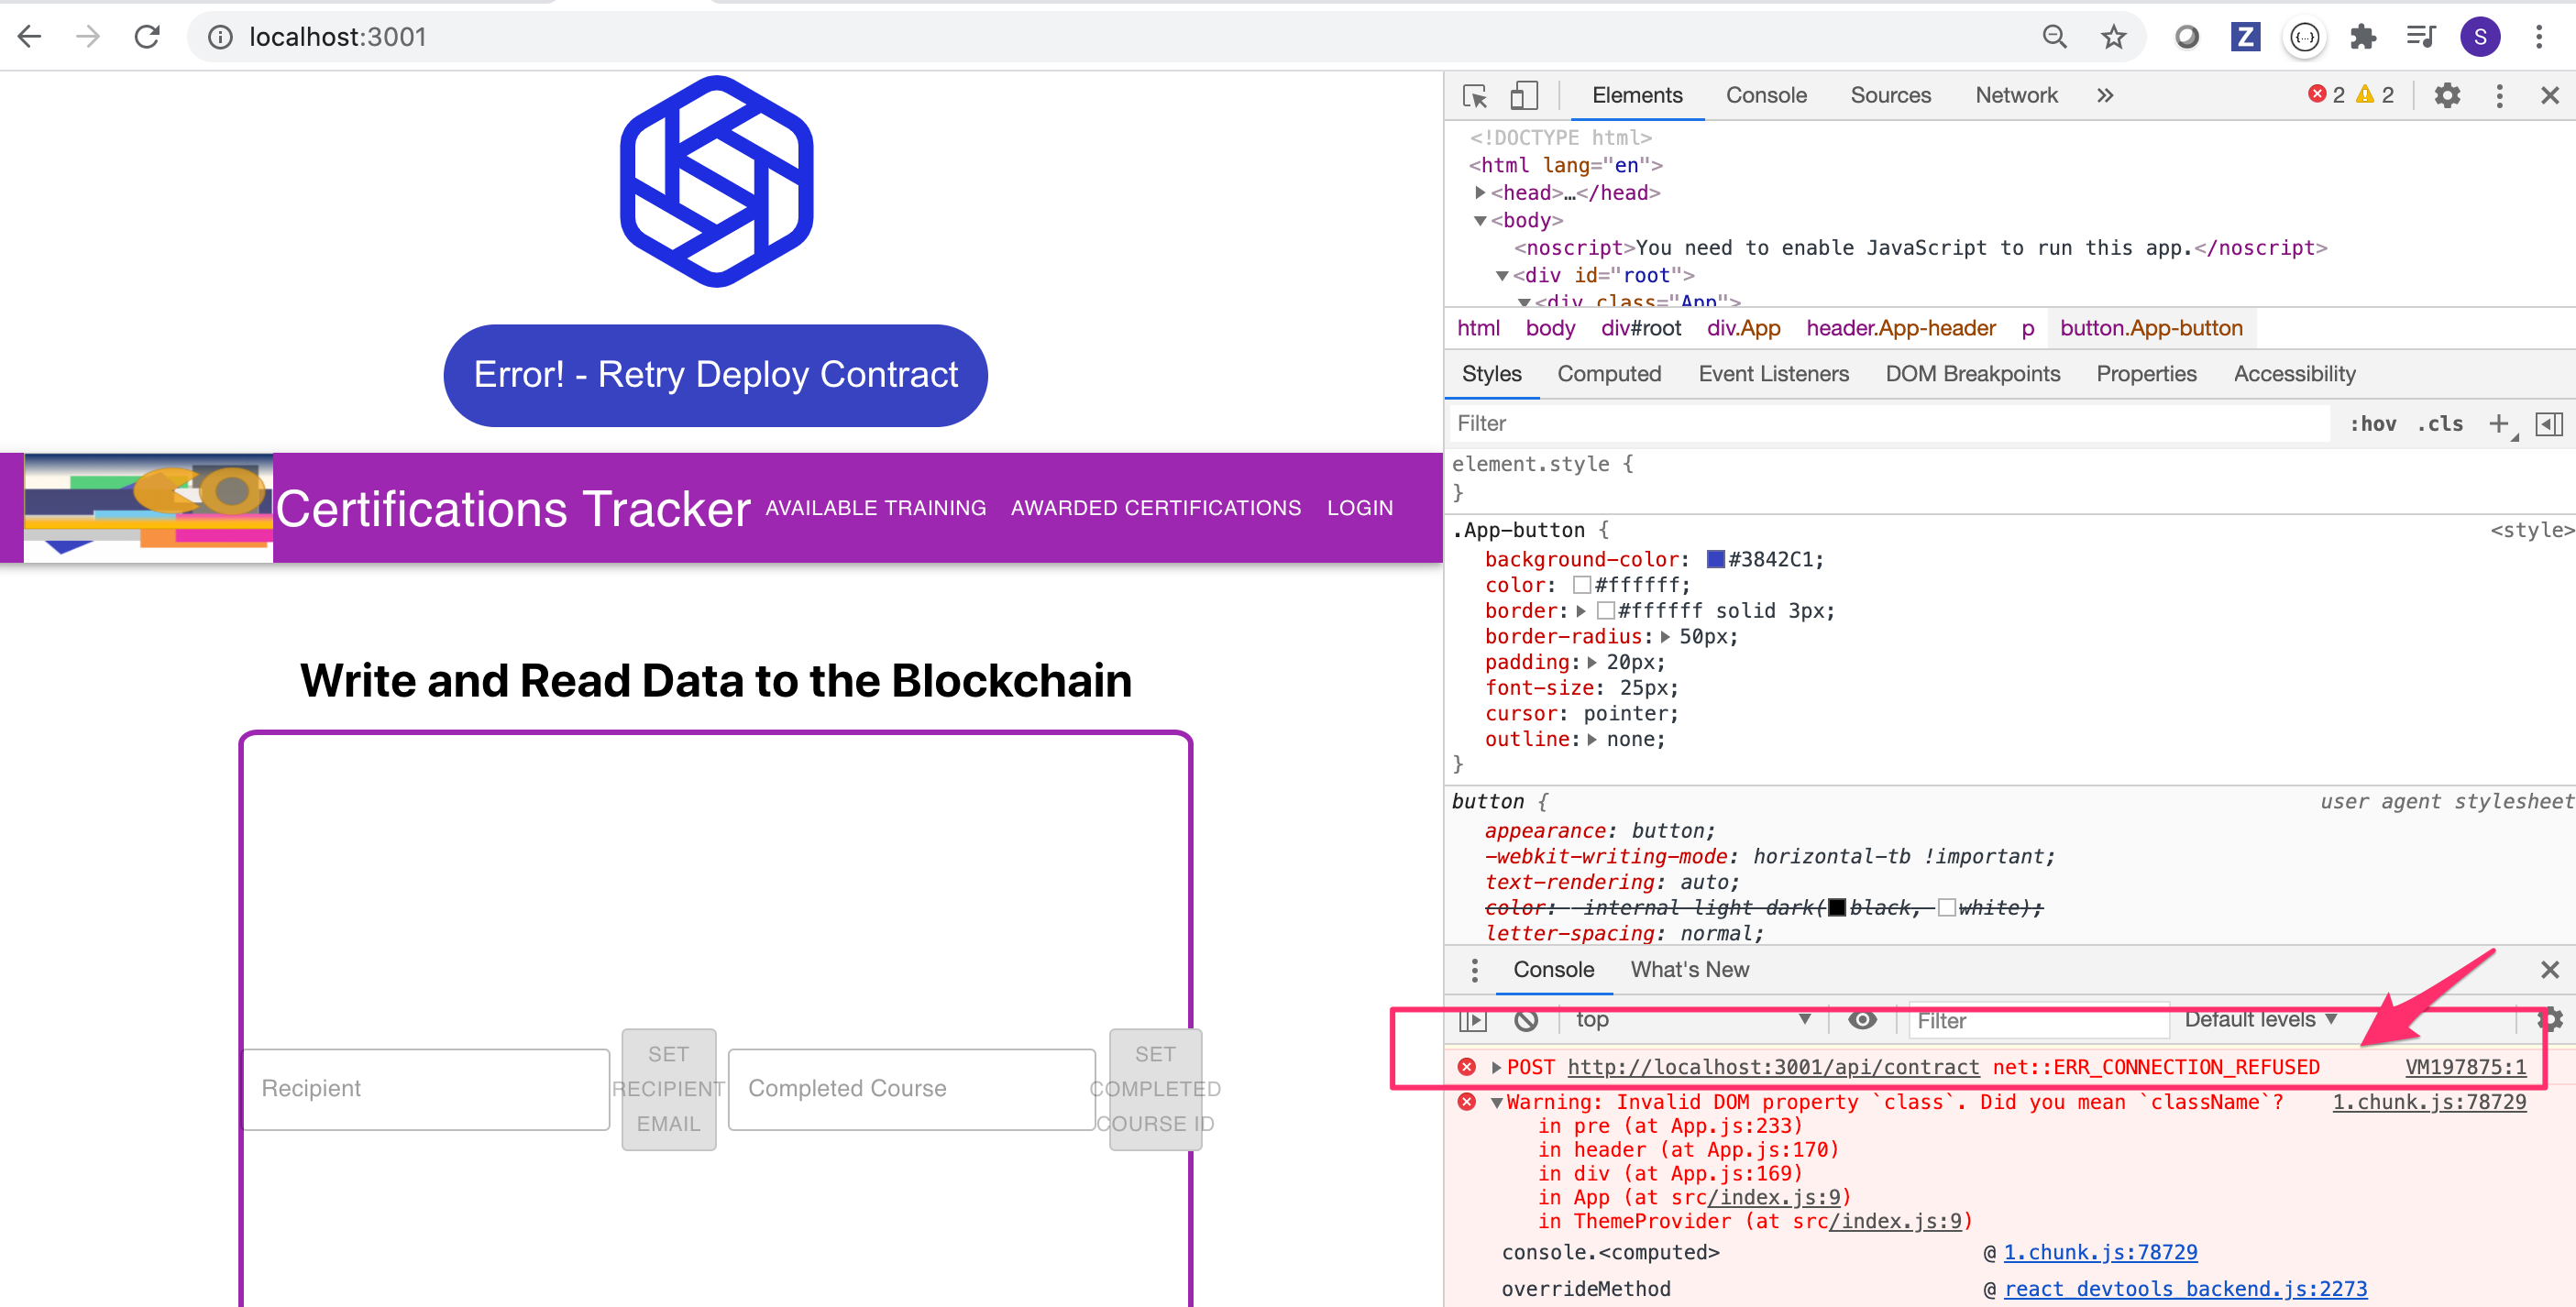 localhost:3001
Z
{···}
S
Error! - Retry Deploy Contract
Certifications Tracker
AVAILABLE TRAINING
AWARDED CERTIFICATIONS
LOGIN
Write and Read Data to the Blockchain
Recipient
SET
RECIPIENT
EMAIL
Completed Course
SET
COMPLETED
COURSE ID
Elements Console Sources Network » 2 2
<!DOCTYPE html>
<html lang="en">
<head>…</head>
<body>
<noscript>You need to enable JavaScript to run this app.</noscript>
<div id="root">
<div class="App">
html body div#root div.App header.App-header p button.App-button
Styles Computed Event Listeners DOM Breakpoints Properties Accessibility
Filter :hov .cls +
element.style {
}
.App-button { <style>
background-color: #3842C1;
color: #ffffff;
border: #ffffff solid 3px;
border-radius: 50px;
padding: 20px;
font-size: 25px;
cursor: pointer;
outline: none;
}
button { user agent stylesheet
appearance: button;
-webkit-writing-mode: horizontal-tb !important;
text-rendering: auto;
color: -internal-light-dark(black, white);
letter-spacing: normal;
Console What's New
top Filter Default levels
POST http://localhost:3001/api/contract net::ERR_CONNECTION_REFUSED VM197875:1
Warning: Invalid DOM property `class`. Did you mean `className`? 1.chunk.js:78729
in pre (at App.js:233)
in header (at App.js:170)
in div (at App.js:169)
in App (at src/index.js:9)
in ThemeProvider (at src/index.js:9)
console.<computed> @ 1.chunk.js:78729
overrideMethod @ react_devtools_backend.js:2273